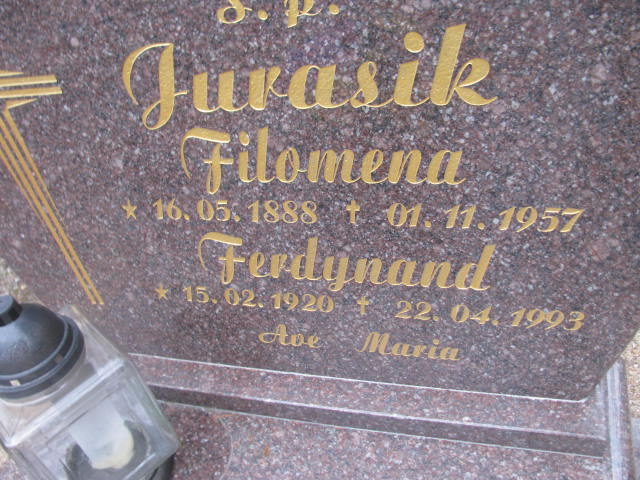 Ś. P.
Jurasik
Filomena
* 16. 05. 1888 † 01. 11. 1957
Ferdynand
* 15. 02. 1920 † 22. 04. 1993
Ave Maria